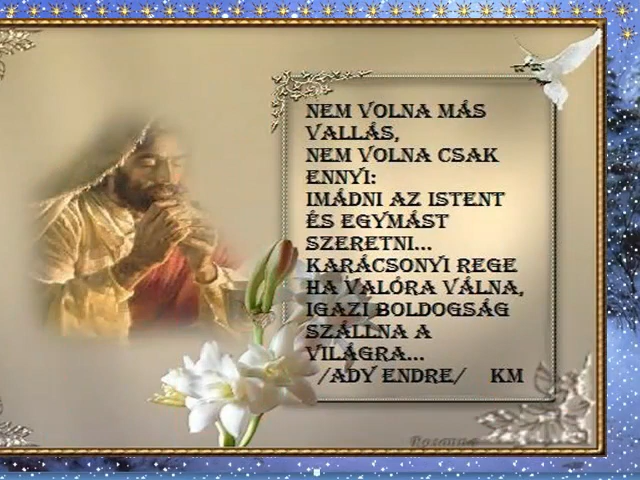 NEM VOLNA MÁS
VALLÁS,
NEM VOLNA CSAK
ENNYI:
IMÁDNI AZ ISTENT
ÉS EGYMÁST
SZERETNI...
KARÁCSONYI REGE
HA VALÓRA VÁLNA,
IGAZI BOLDOGSÁG
SZÁLLNA A
VILÁGRA...
/ADY ENDRE/ KM
Rosanna